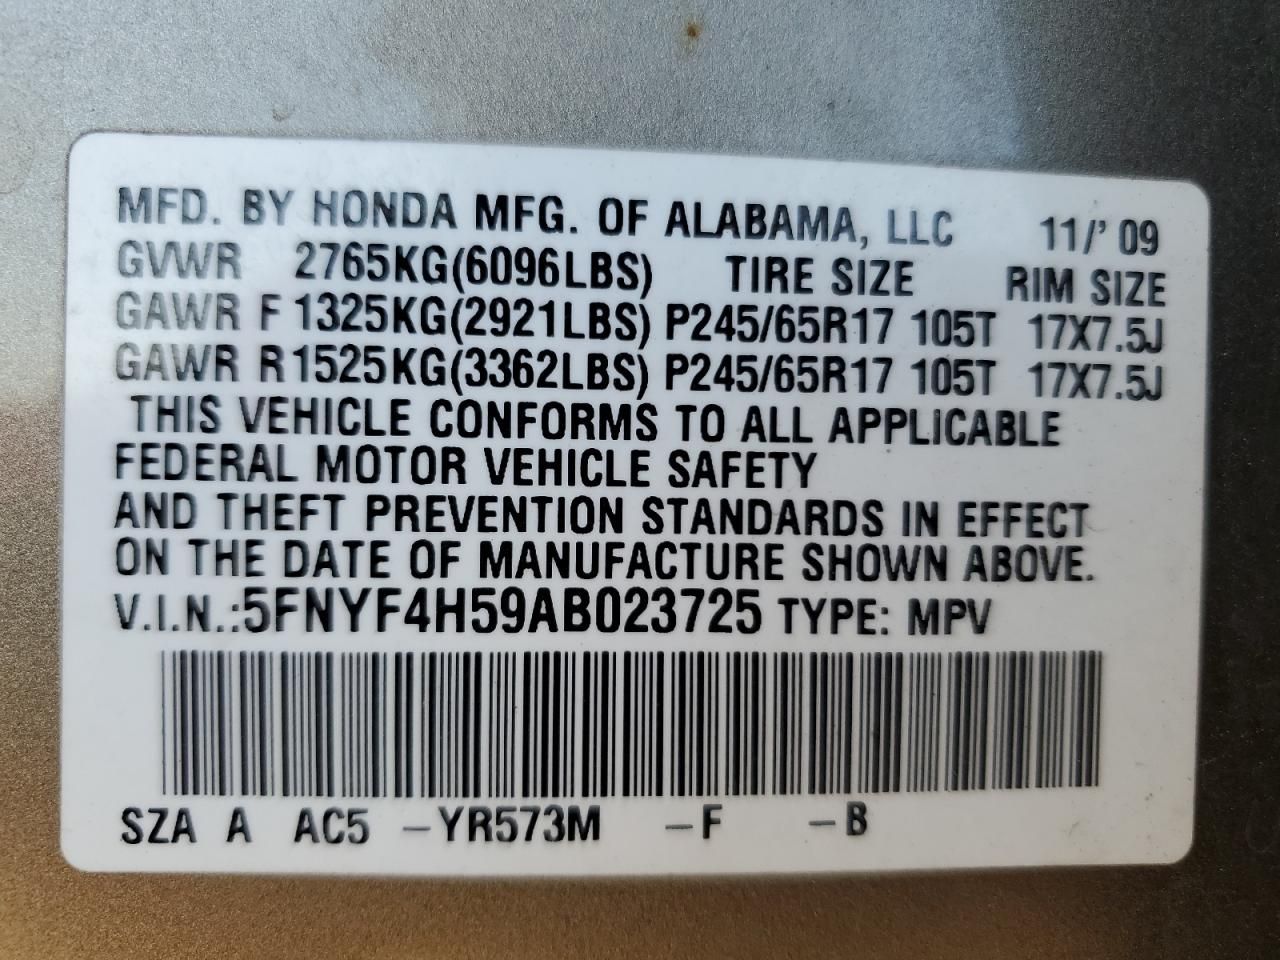 MFD. BY HONDA MFG. OF ALABAMA, LLC 11/' 09
GVWR 2765KG(6096LBS) TIRE SIZE RIM SIZE
GAWR F 1325KG(2921LBS) P245/65R17 105T 17X7.5J
GAWR R 1525KG(3362LBS) P245/65R17 105T 17X7.5J
THIS VEHICLE CONFORMS TO ALL APPLICABLE
FEDERAL MOTOR VEHICLE SAFETY
AND THEFT PREVENTION STANDARDS IN EFFECT
ON THE DATE OF MANUFACTURE SHOWN ABOVE.
V.I.N.:5FNYF4H59AB023725 TYPE: MPV
SZA A AC5 -YR573M -F -B